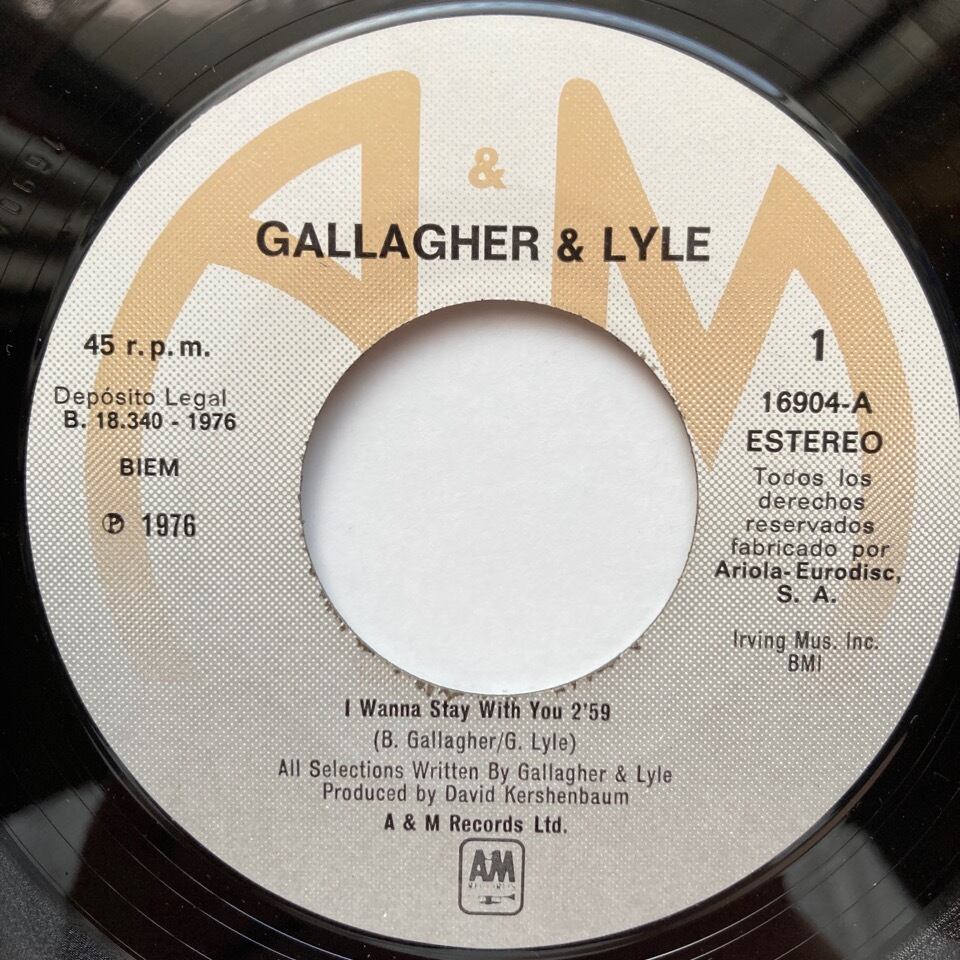 &
GALLAGHER & LYLE
45 r.p.m.
Depósito Legal
B. 18.340 - 1976
BIEM
℗ 1976
1
16904-A
ESTEREO
Todos los
derechos
reservados
fabricado por
Ariola-Eurodisc,
S. A.
Irving Mus. Inc.
BMI
I Wanna Stay With You 2'59
(B. Gallagher/G. Lyle)
All Selections Written By Gallagher & Lyle
Produced by David Kershenbaum
A & M Records Ltd.
A&M
RECORDS